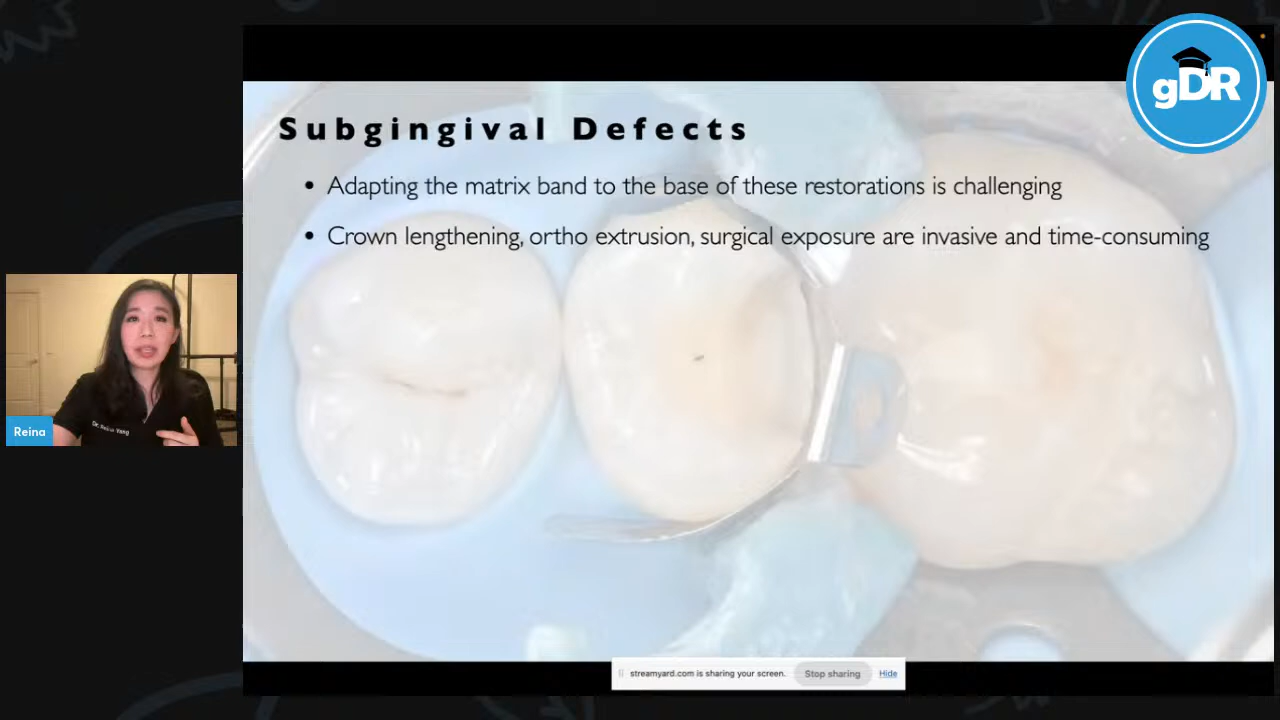 gDR
Subgingival Defects
• Adapting the matrix band to the base of these restorations is challenging
• Crown lengthening, ortho extrusion, surgical exposure are invasive and time-consuming
Reina
streamyard.com is sharing your screen. Stop sharing Hide